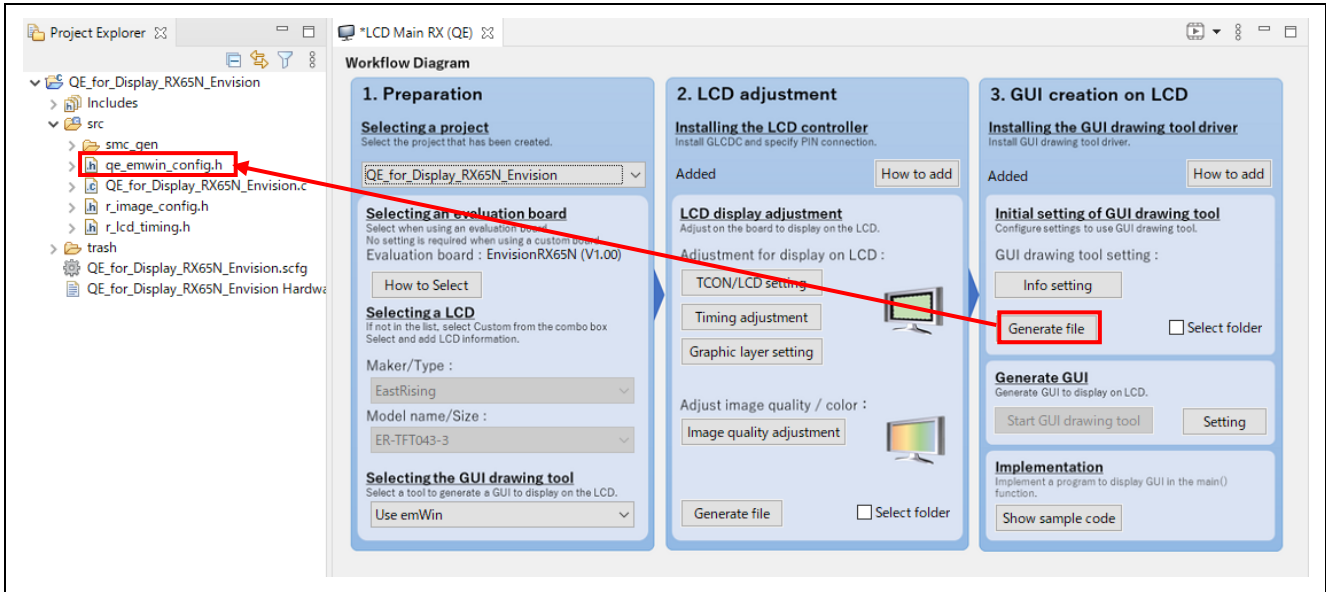 Project Explorer
QE_for_Display_RX65N_Envision
Includes
src
smc_gen
qe_emwin_config.h
QE_for_Display_RX65N_Envision.c
r_image_config.h
r_lcd_timing.h
trash
QE_for_Display_RX65N_Envision.scfg
QE_for_Display_RX65N_Envision Hardwa
*LCD Main RX (QE)
Workflow Diagram
1. Preparation
Selecting a project
Select the project that has been created.
QE_for_Display_RX65N_Envision
Selecting an evaluation board
Select when using an evaluation board.
No setting is required when using a custom board.
Evaluation board : EnvisionRX65N (V1.00)
How to Select
Selecting a LCD
If not in the list, select Custom from the combo box
Select and add LCD information.
Maker/Type :
EastRising
Model name/Size :
ER-TFT043-3
Selecting the GUI drawing tool
Select a tool to generate a GUI to display on the LCD.
Use emWin
2. LCD adjustment
Installing the LCD controller
Install GLCDC and specify PIN connection.
Added
How to add
LCD display adjustment
Adjust on the board to display on the LCD.
Adjustment for display on LCD :
TCON/LCD setting
Timing adjustment
Graphic layer setting
Adjust image quality / color :
Image quality adjustment
Generate file
Select folder
3. GUI creation on LCD
Installing the GUI drawing tool driver
Install GUI drawing tool driver.
Added
How to add
Initial setting of GUI drawing tool
Configure settings to use GUI drawing tool.
GUI drawing tool setting :
Info setting
Generate file
Select folder
Generate GUI
Generate GUI to display on LCD.
Start GUI drawing tool
Setting
Implementation
Implement a program to display GUI in the main()
function.
Show sample code